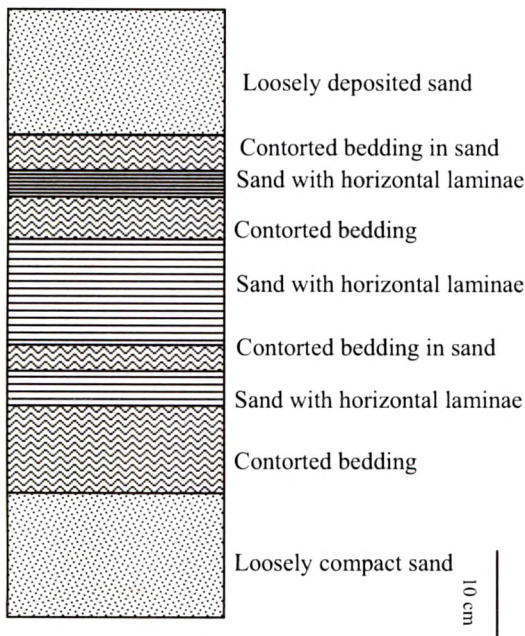 Loosely deposited sand
Contorted bedding in sand
Sand with horizontal laminae
Contorted bedding
Sand with horizontal laminae
Contorted bedding in sand
Sand with horizontal laminae
Contorted bedding
Loosely compact sand
10 cm